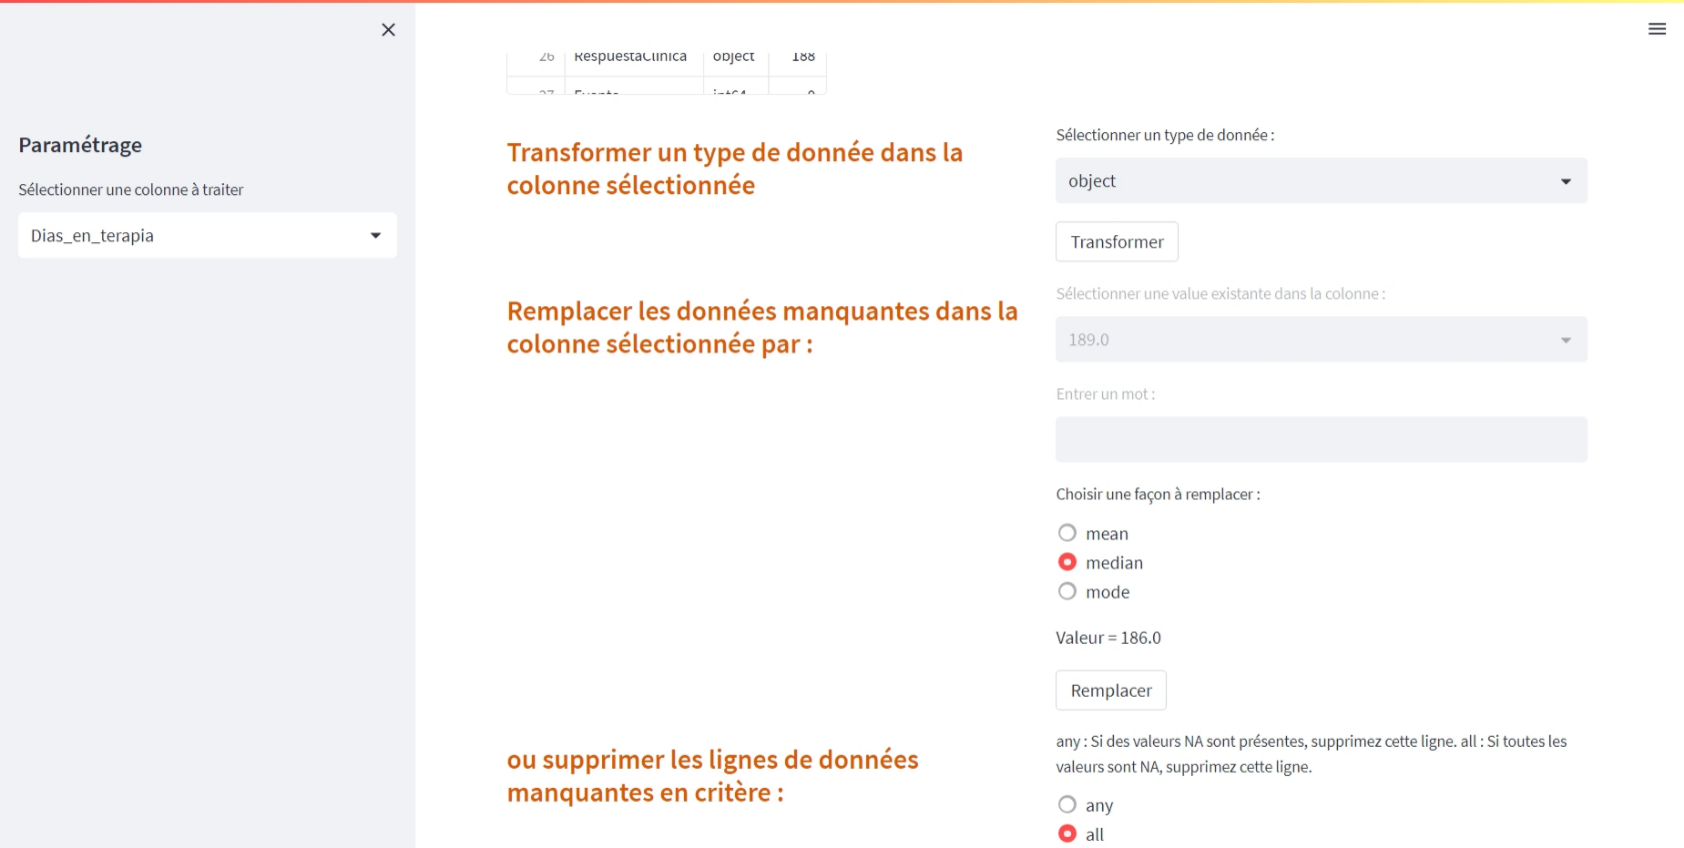 26 RespuestaClinica object 188
27 Evento int64 0
Paramétrage
Sélectionner une colonne à traiter
Dias_en_terapia
Transformer un type de donnée dans la
colonne sélectionnée
Sélectionner un type de donnée :
object
Transformer
Remplacer les données manquantes dans la
colonne sélectionnée par :
Sélectionner une value existante dans la colonne :
189.0
Entrer un mot :
Choisir une façon à remplacer :
mean
median
mode
Valeur = 186.0
Remplacer
ou supprimer les lignes de données
manquantes en critère :
any : Si des valeurs NA sont présentes, supprimez cette ligne. all : Si toutes les
valeurs sont NA, supprimez cette ligne.
any
all